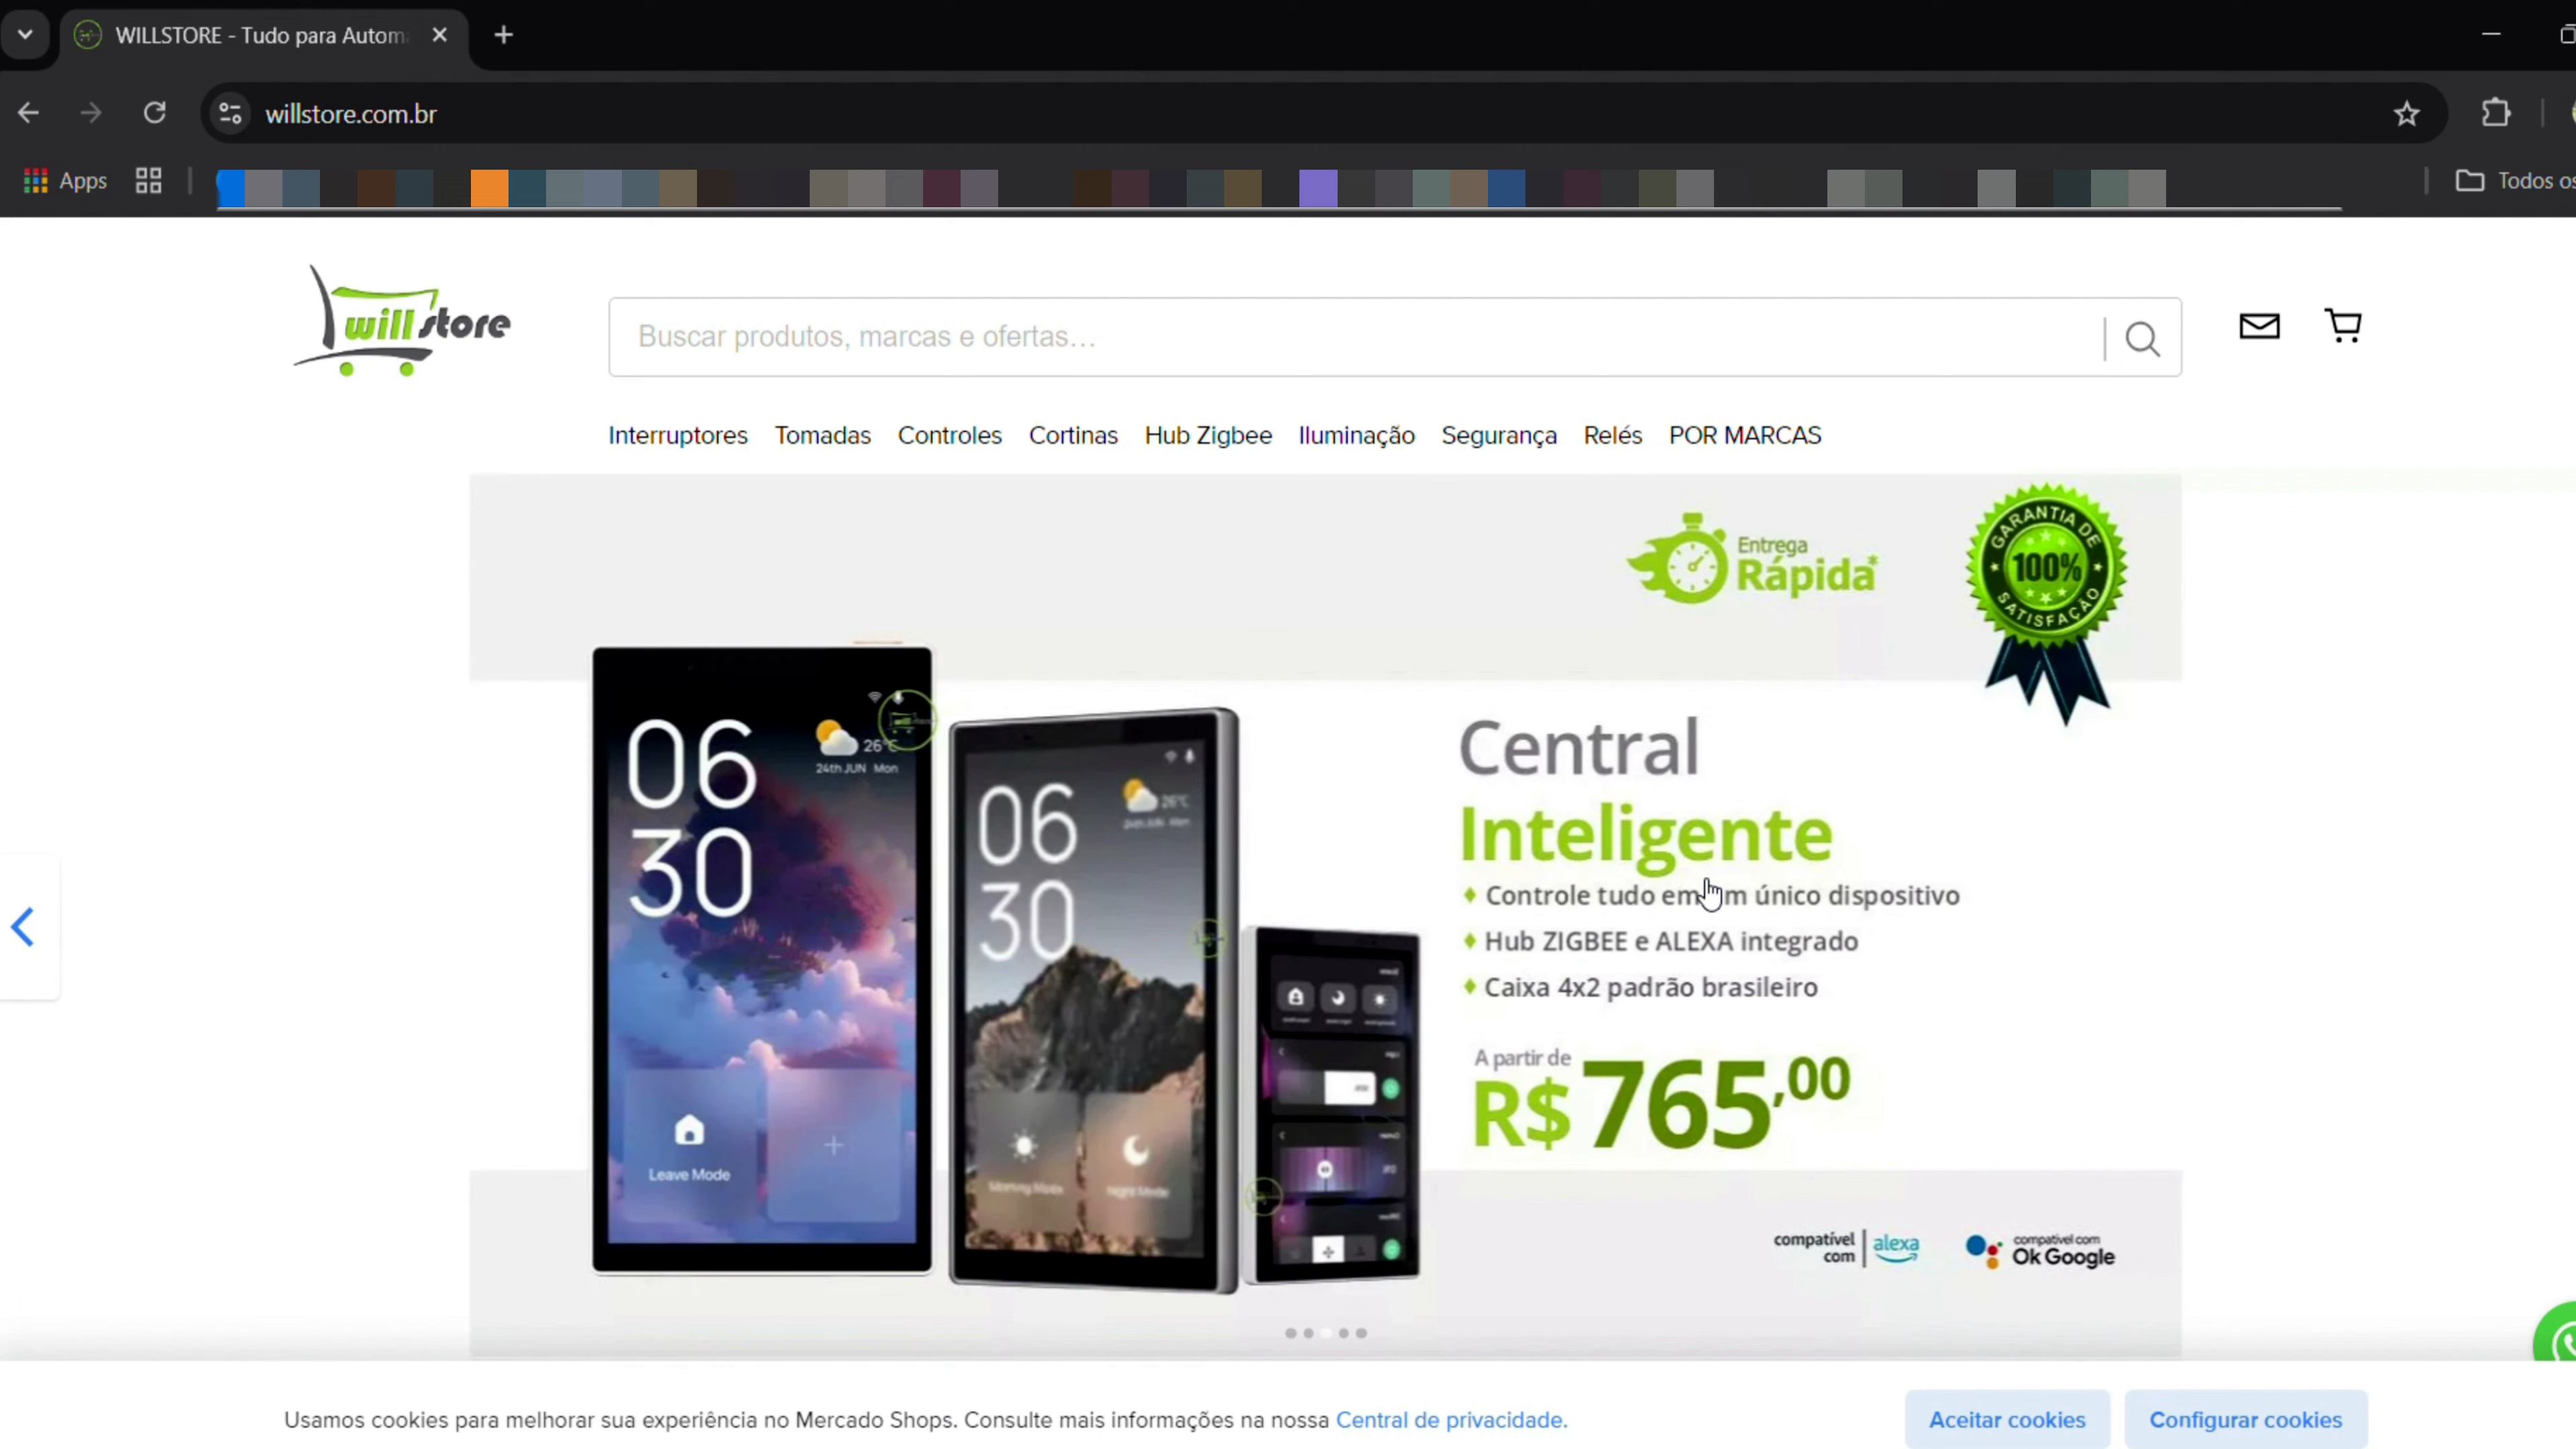 WILLSTORE - Tudo para Autom
willstore.com.br
Apps
Todos os
will store
Buscar produtos, marcas e ofertas...
Interruptores Tomadas Controles Cortinas Hub Zigbee Iluminação Segurança Relés POR MARCAS
Entrega
Rápida*
GARANTIA DE
100%
SATISFAÇÃO
06
30
26°C
24th JUN Mon
Leave Mode
06
30
26°C
Night Mode
Central
Inteligente
Controle tudo em um único dispositivo
Hub ZIGBEE e ALEXA integrado
Caixa 4x2 padrão brasileiro
A partir de
R$ 765,00
compatível
com
alexa
compatível com
Ok Google
Usamos cookies para melhorar sua experiência no Mercado Shops. Consulte mais informações na nossa Central de privacidade.
Aceitar cookies
Configurar cookies